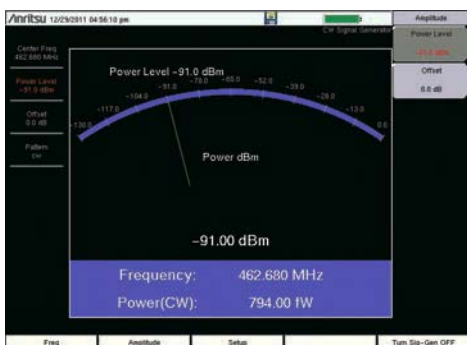 Anritsu 12/29/2011 04:56:10 pm
CW Signal Generator
Amplitude
Center Freq
462.680 MHz
Power Level
-91.0 dBm
Offset
0.0 dB
Pattern
CW
Power Level -91.0 dBm
-130.0 -117.0 -104.0 -91.0 -78.0 -65.0 -52.0 -39.0 -26.0 -13.0 0.0
Power dBm
-91.00 dBm
Frequency: 462.680 MHz
Power(CW): 794.00 fW
Power Level
-91.0 dBm
Offset
0.0 dB
Freq Amplitude Setup Turn Sig-Gen OFF